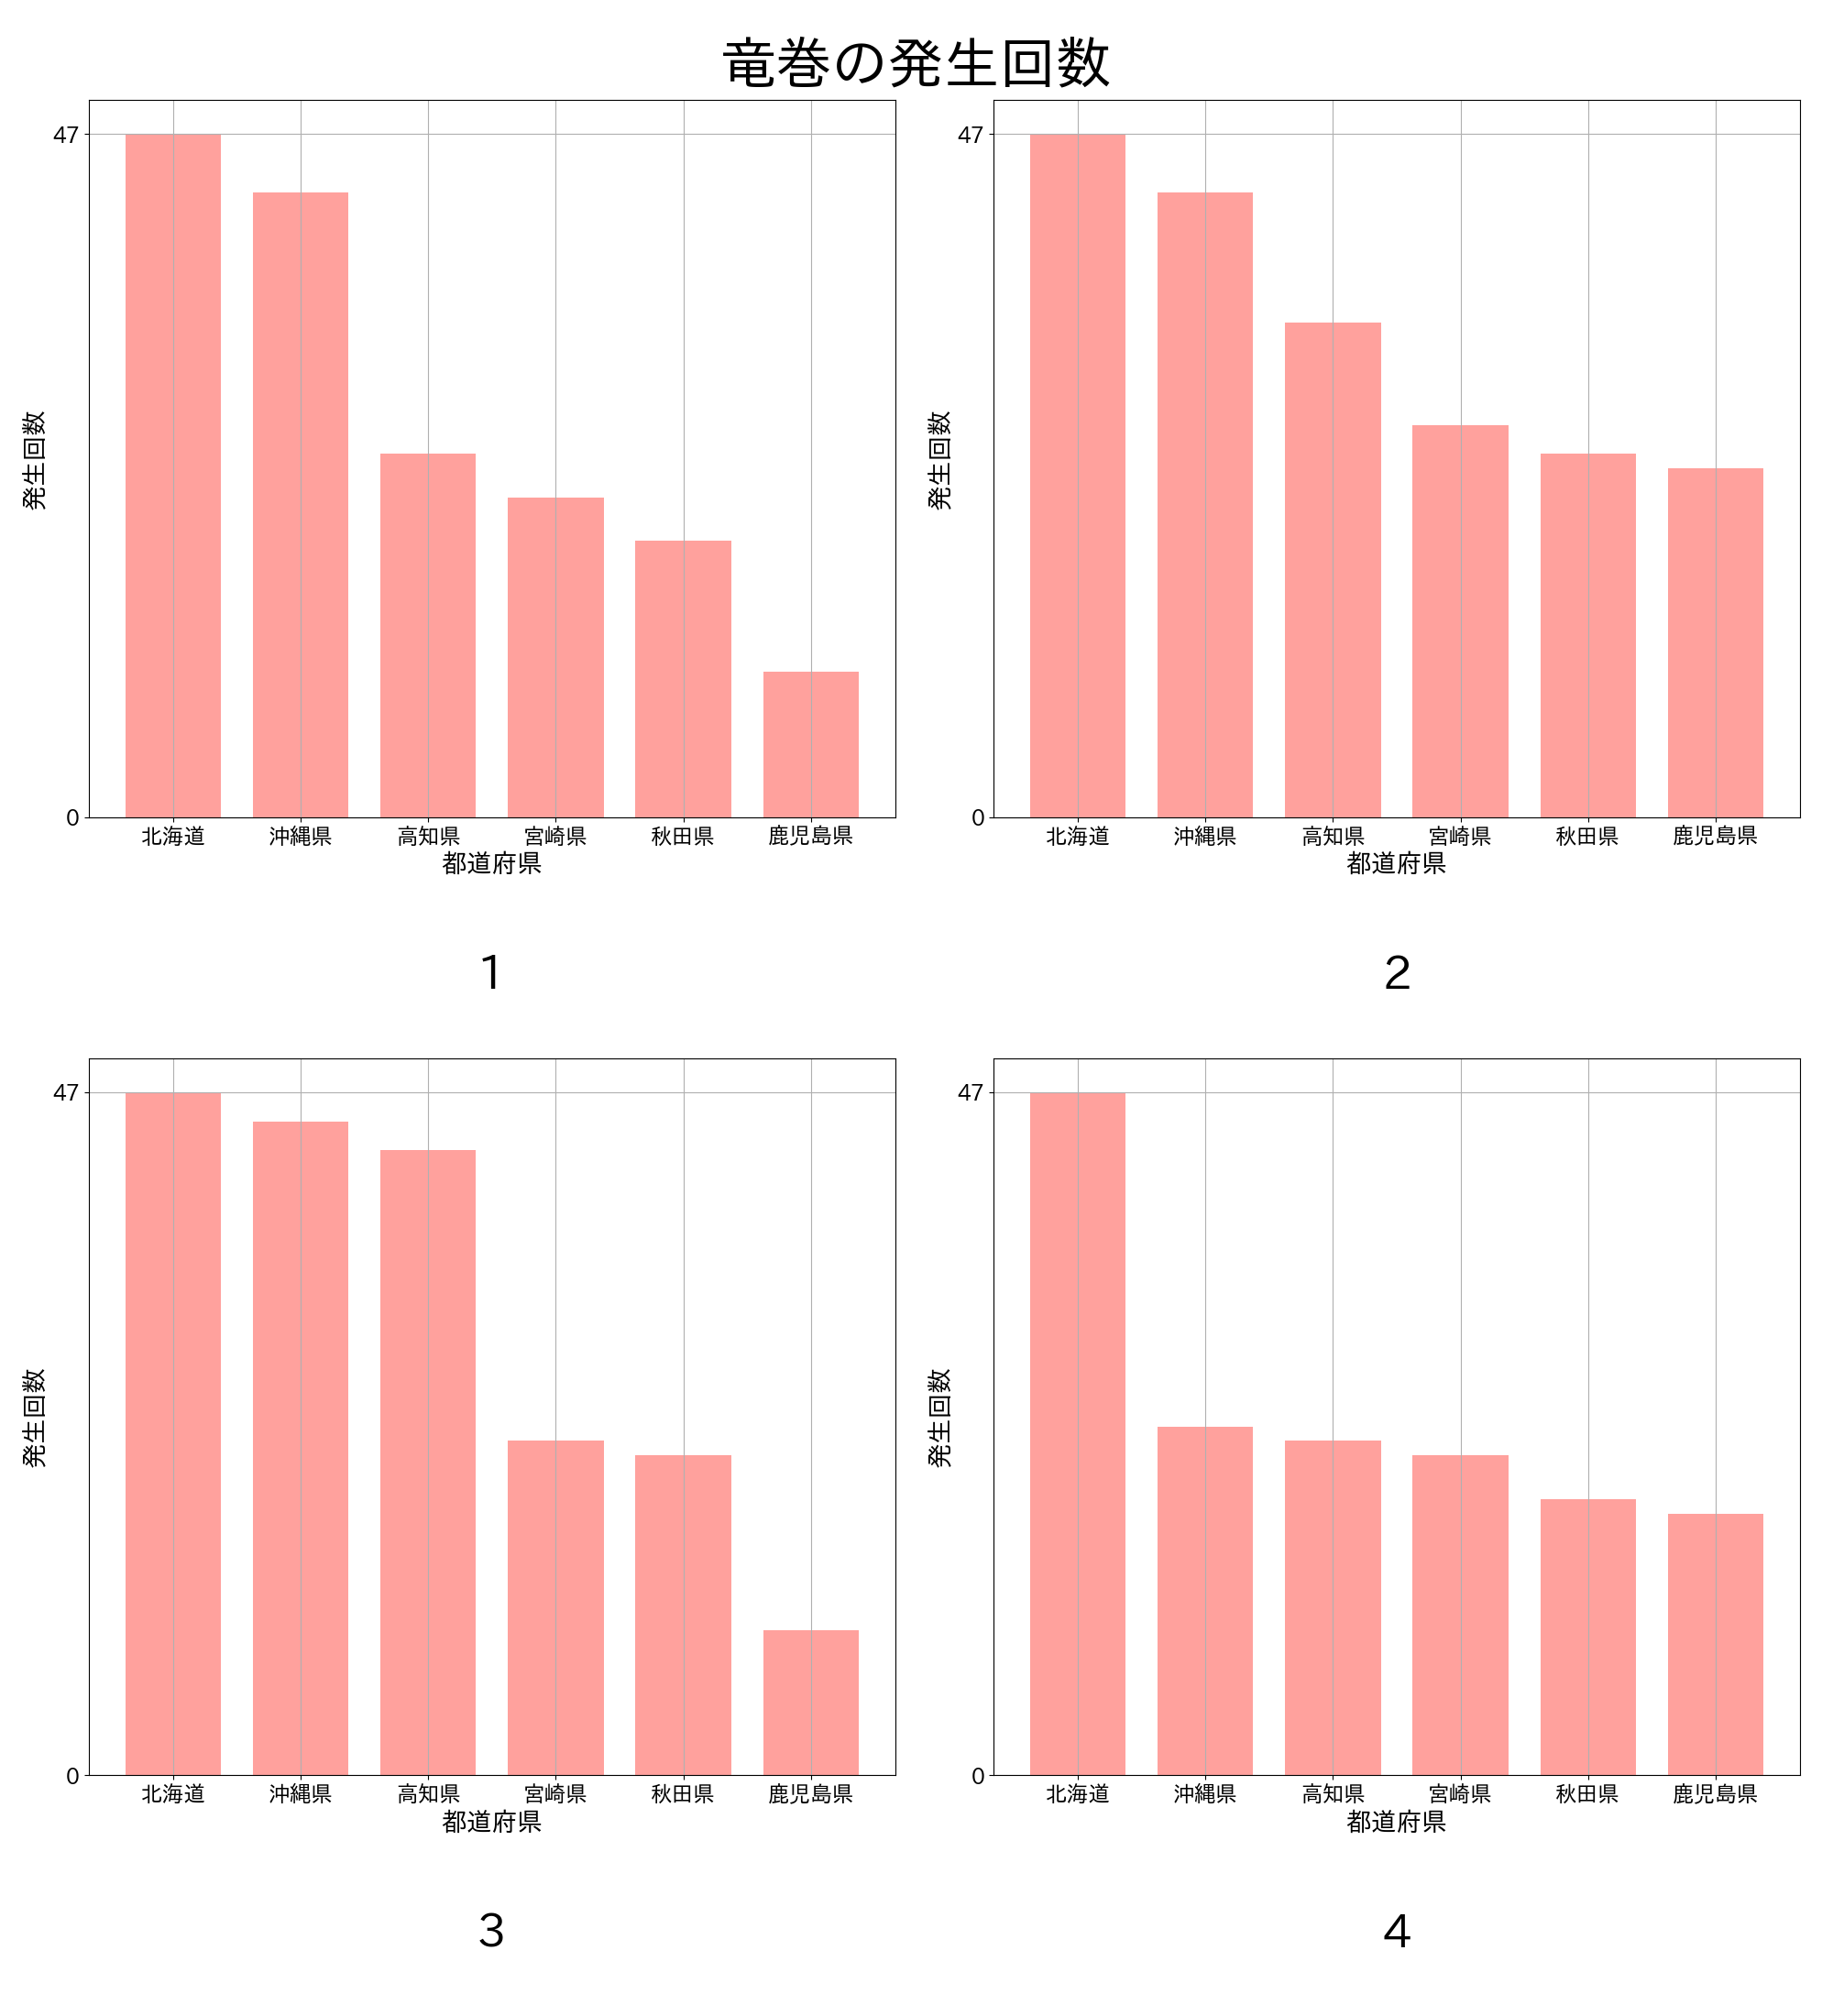 竜巻の発生回数
47
0
発生回数
北海道 沖縄県 高知県 宮崎県 秋田県 鹿児島県
都道府県
1
47
0
発生回数
北海道 沖縄県 高知県 宮崎県 秋田県 鹿児島県
都道府県
2
47
0
発生回数
北海道 沖縄県 高知県 宮崎県 秋田県 鹿児島県
都道府県
3
47
0
発生回数
北海道 沖縄県 高知県 宮崎県 秋田県 鹿児島県
都道府県
4